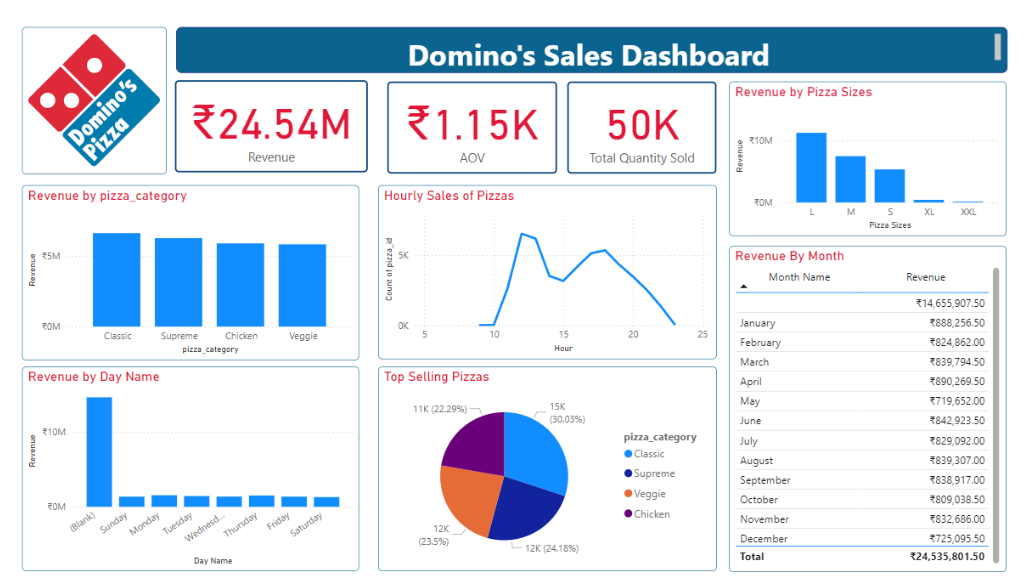 Domino's Pizza
Domino's Sales Dashboard
₹24.54M
Revenue
₹1.15K
AOV
50K
Total Quantity Sold
Revenue by Pizza Sizes
Revenue
₹10M
₹0M
L M S XL XXL
Pizza Sizes
Revenue by pizza_category
Revenue
₹5M
₹0M
Classic Supreme Chicken Veggie
pizza_category
Hourly Sales of Pizzas
Count of pizza_id
5K
0K
5 10 15 20 25
Hour
Revenue By Month
Month Name Revenue
₹14,655,907.50
January ₹888,256.50
February ₹824,862.00
March ₹839,794.50
April ₹890,269.50
May ₹719,652.00
June ₹842,923.50
July ₹829,092.00
August ₹839,307.00
September ₹838,917.00
October ₹809,038.50
November ₹832,686.00
December ₹725,095.50
Total ₹24,535,801.50
Revenue by Day Name
Revenue
₹10M
₹0M
(Blank) Sunday Monday Tuesday Wednesd... Thursday Friday Saturday
Day Name
Top Selling Pizzas
11K (22.29%)
15K
(30.03%)
12K
(23.5%)
12K (24.18%)
pizza_category
Classic
Supreme
Veggie
Chicken